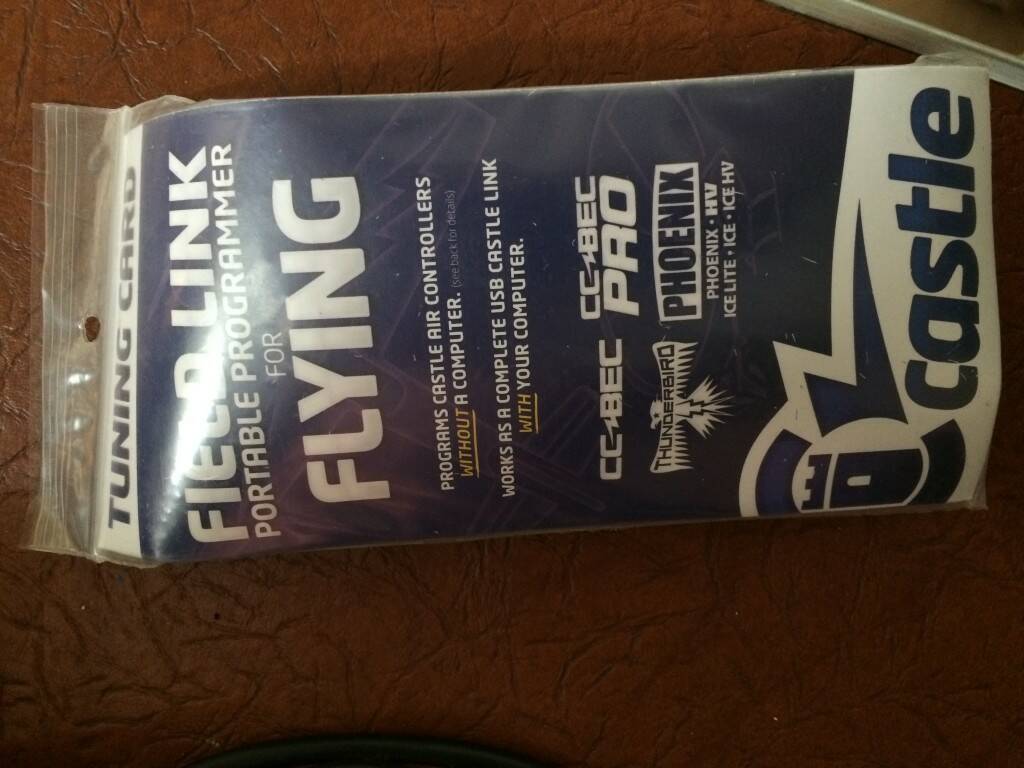 TUNING CARD
FIELD LINK
PORTABLE PROGRAMMER
FOR
FLYING
PROGRAMS CASTLE AIR CONTROLLERS
WITHOUT A COMPUTER. (see back for details)
WORKS AS A COMPLETE USB CASTLE LINK
WITH YOUR COMPUTER.
CC BEC
CC BEC
PRO
THUNDERBIRD
PHOENIX
PHOENIX • HV
ICE LITE • ICE • ICE HV
castle